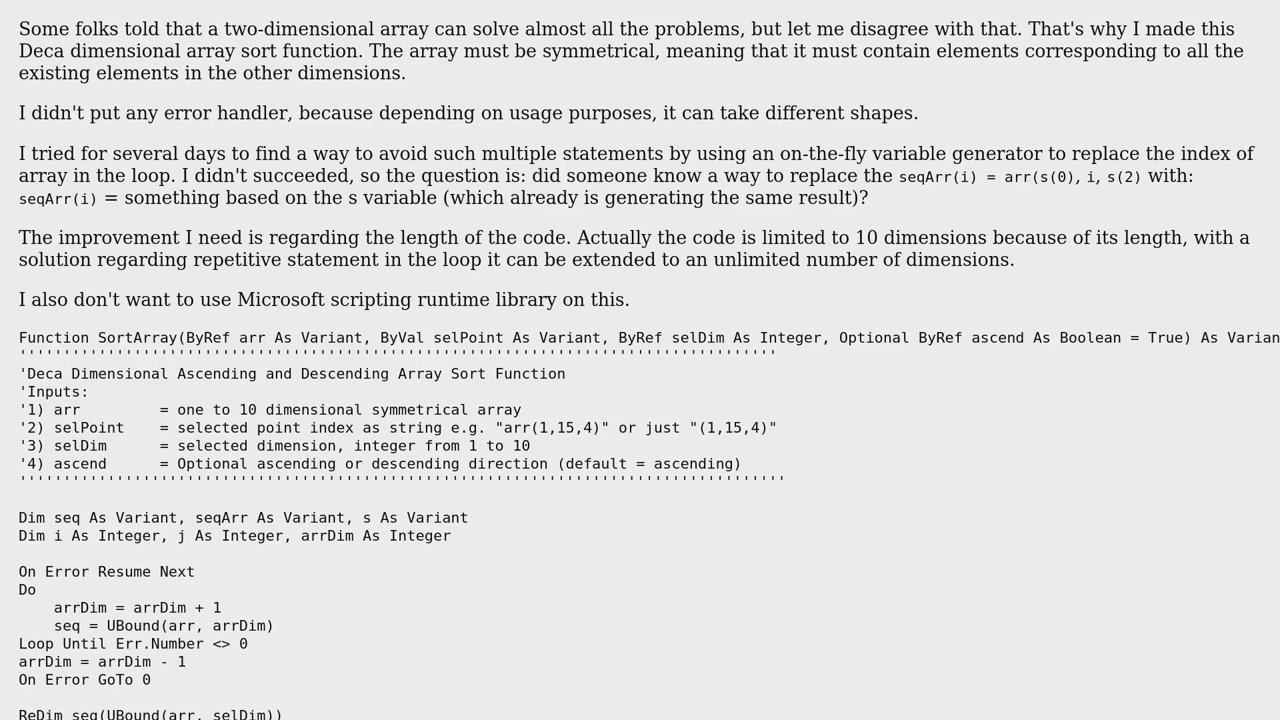 Some folks told that a two-dimensional array can solve almost all the problems, but let me disagree with that. That's why I made this
Deca dimensional array sort function. The array must be symmetrical, meaning that it must contain elements corresponding to all the
existing elements in the other dimensions.
I didn't put any error handler, because depending on usage purposes, it can take different shapes.
I tried for several days to find a way to avoid such multiple statements by using an on-the-fly variable generator to replace the index of
array in the loop. I didn't succeeded, so the question is: did someone know a way to replace the seqArr(i) = arr(s(0), i, s(2) with:
seqArr(i) = something based on the s variable (which already is generating the same result)?
The improvement I need is regarding the length of the code. Actually the code is limited to 10 dimensions because of its length, with a
solution regarding repetitive statement in the loop it can be extended to an unlimited number of dimensions.
I also don't want to use Microsoft scripting runtime library on this.
Function SortArray(ByRef arr As Variant, ByVal selPoint As Variant, ByRef selDim As Integer, Optional ByRef ascend As Boolean = True) As Varian
''''''''''''''''''''''''''''''''''''''''''''''''''''''''''''''''''''''''''''''''''''''
'Deca Dimensional Ascending and Descending Array Sort Function
'Inputs:
'1) arr         = one to 10 dimensional symmetrical array
'2) selPoint    = selected point index as string e.g. "arr(1,15,4)" or just "(1,15,4)"
'3) selDim      = selected dimension, integer from 1 to 10
'4) ascend      = Optional ascending or descending direction (default = ascending)
'''''''''''''''''''''''''''''''''''''''''''''''''''''''''''''''''''''''''''''''''''''''
Dim seq As Variant, seqArr As Variant, s As Variant
Dim i As Integer, j As Integer, arrDim As Integer
On Error Resume Next
Do
    arrDim = arrDim + 1
    seq = UBound(arr, arrDim)
Loop Until Err.Number <> 0
arrDim = arrDim - 1
On Error GoTo 0
ReDim seq(UBound(arr, selDim))